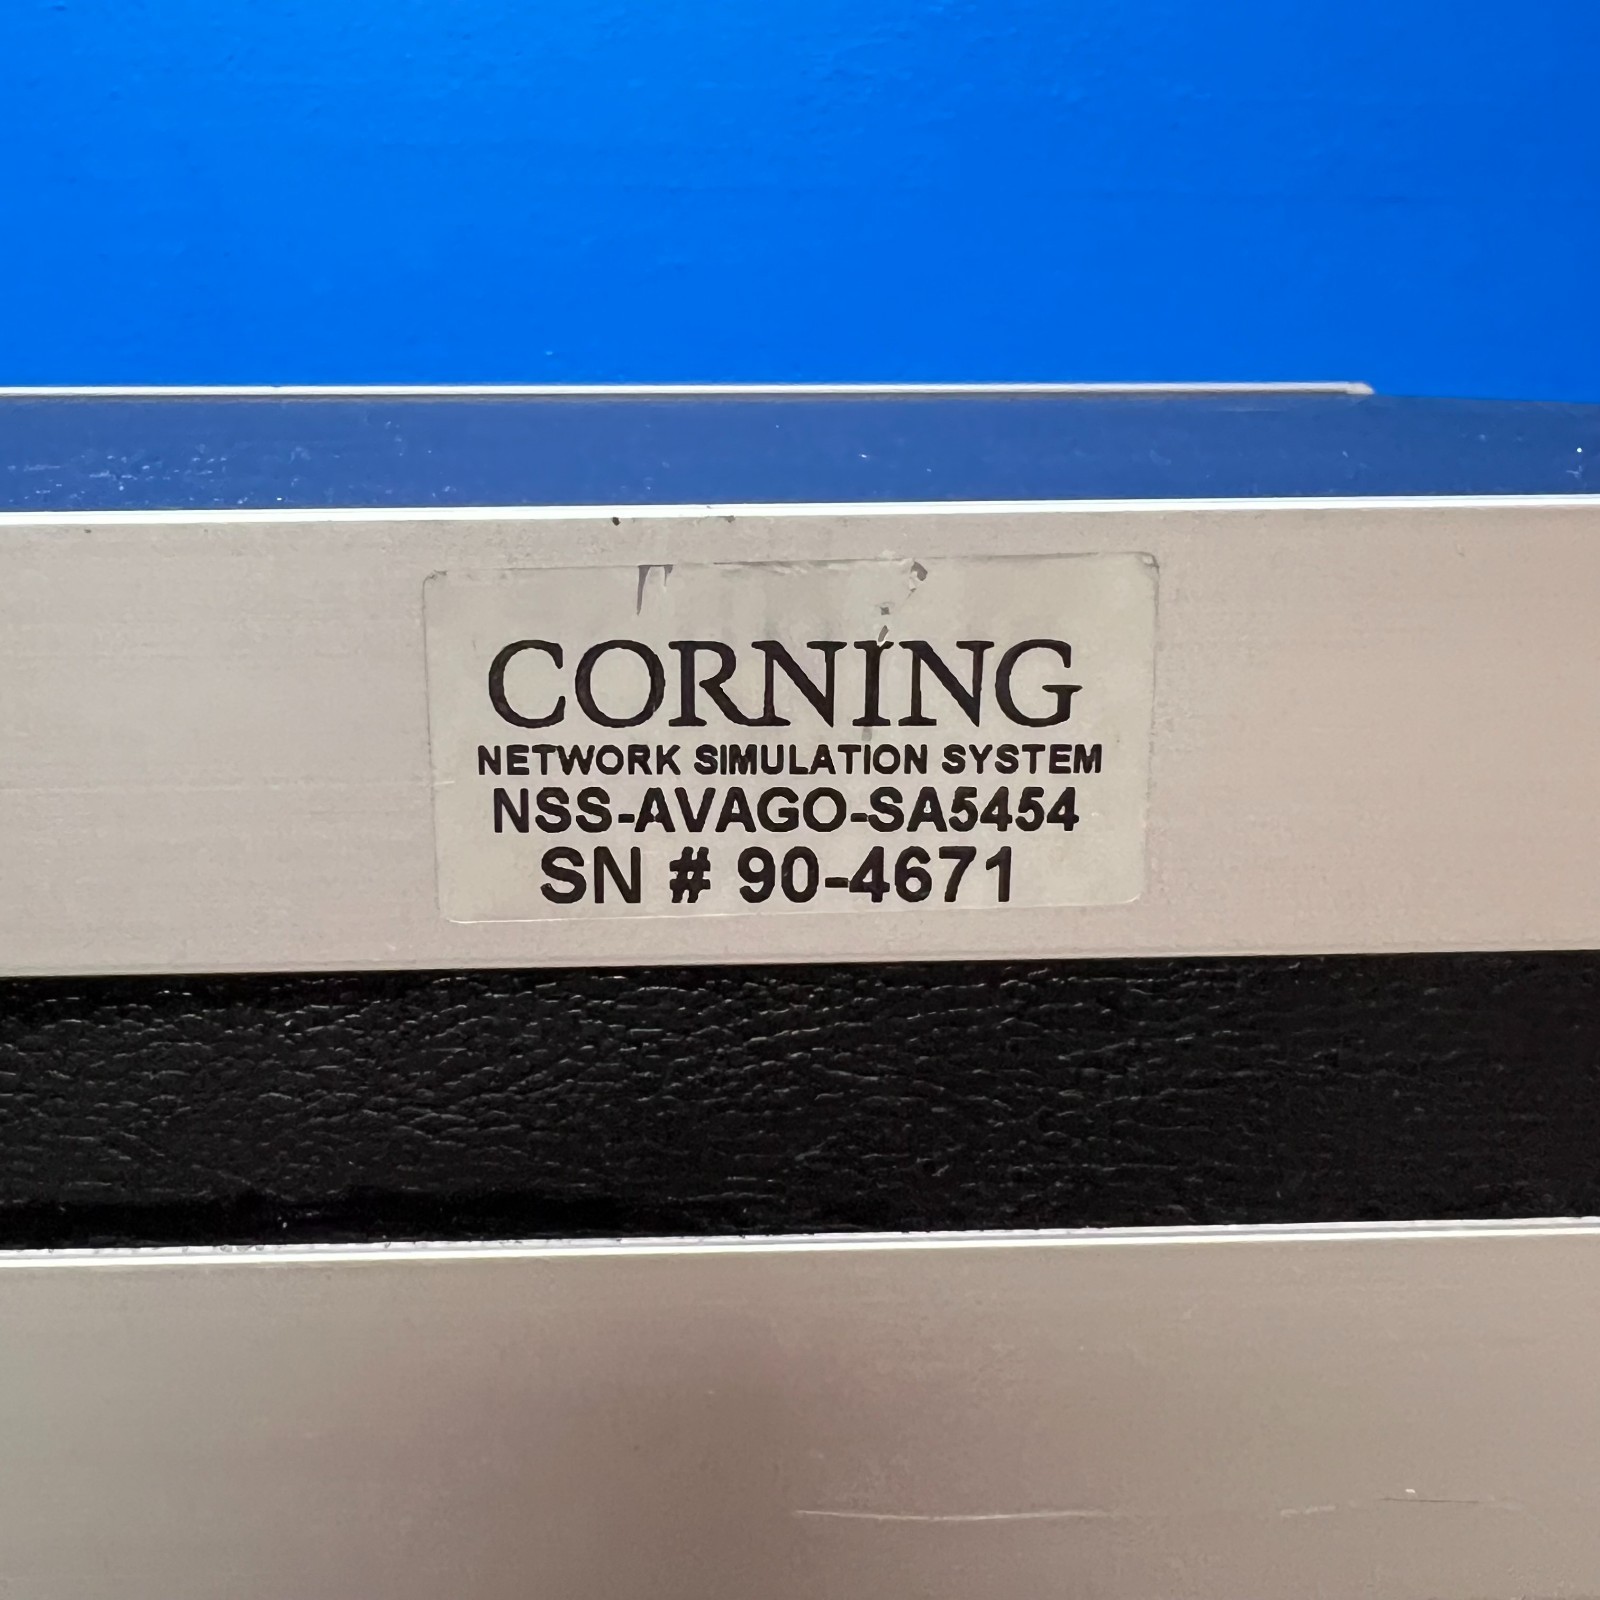 CORNING
NETWORK SIMULATION SYSTEM
NSS-AVAGO-SA5454
SN # 90-4671